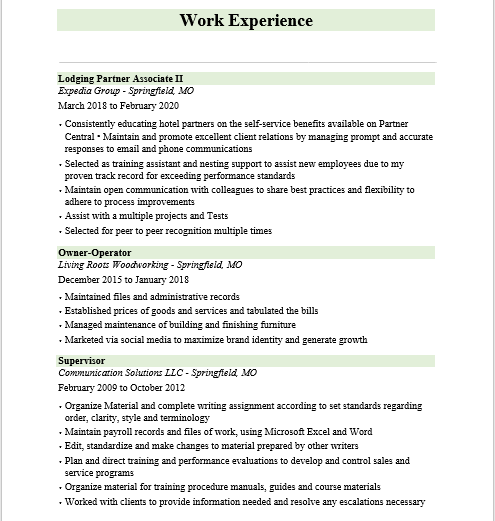 Work Experience
Lodging Partner Associate II
Expedia Group - Springfield, MO
March 2018 to February 2020
• Consistently educating hotel partners on the self-service benefits available on Partner
Central • Maintain and promote excellent client relations by managing prompt and accurate
responses to email and phone communications
• Selected as training assistant and nesting support to assist new employees due to my
proven track record for exceeding performance standards
• Maintain open communication with colleagues to share best practices and flexibility to
adhere to process improvements
• Assist with a multiple projects and Tests
• Selected for peer to peer recognition multiple times
Owner-Operator
Living Roots Woodworking - Springfield, MO
December 2015 to January 2018
• Maintained files and administrative records
• Established prices of goods and services and tabulated the bills
• Managed maintenance of building and finishing furniture
• Marketed via social media to maximize brand identity and generate growth
Supervisor
Communication Solutions LLC - Springfield, MO
February 2009 to October 2012
• Organize Material and complete writing assignment according to set standards regarding
order, clarity, style and terminology
• Maintain payroll records and files of work, using Microsoft Excel and Word
• Edit, standardize and make changes to material prepared by other writers
• Plan and direct training and performance evaluations to develop and control sales and
service programs
• Organize material for training procedure manuals, guides and course materials
• Worked with clients to provide information needed and resolve any escalations necessary